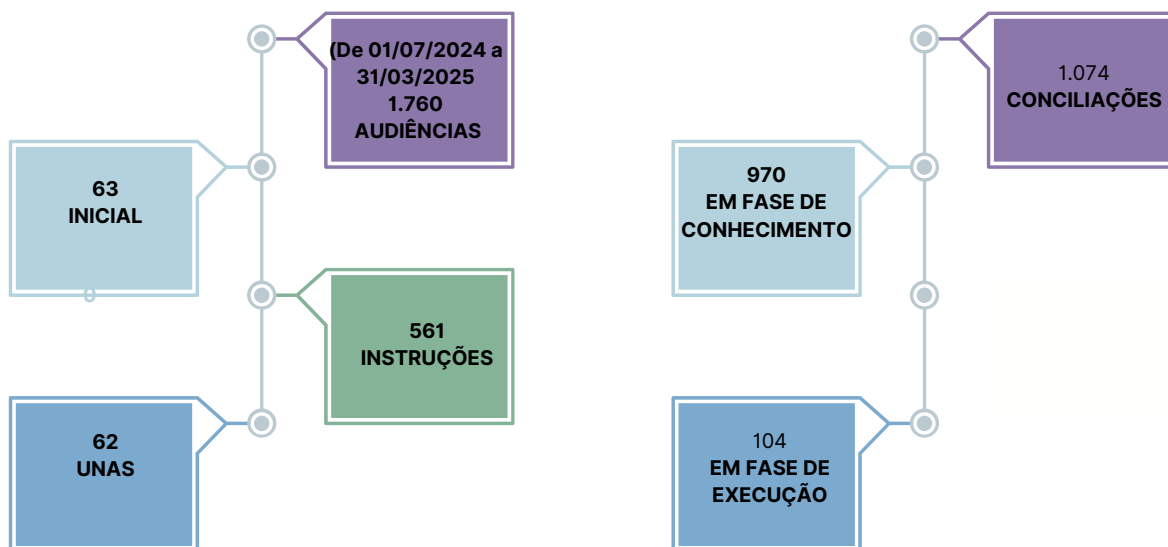 (De 01/07/2024 a
31/03/2025
1.760
AUDIÊNCIAS
63
INICIAL
0
561
INSTRUÇÕES
62
UNAS
1.074
CONCILIAÇÕES
970
EM FASE DE
CONHECIMENTO
104
EM FASE DE
EXECUÇÃO